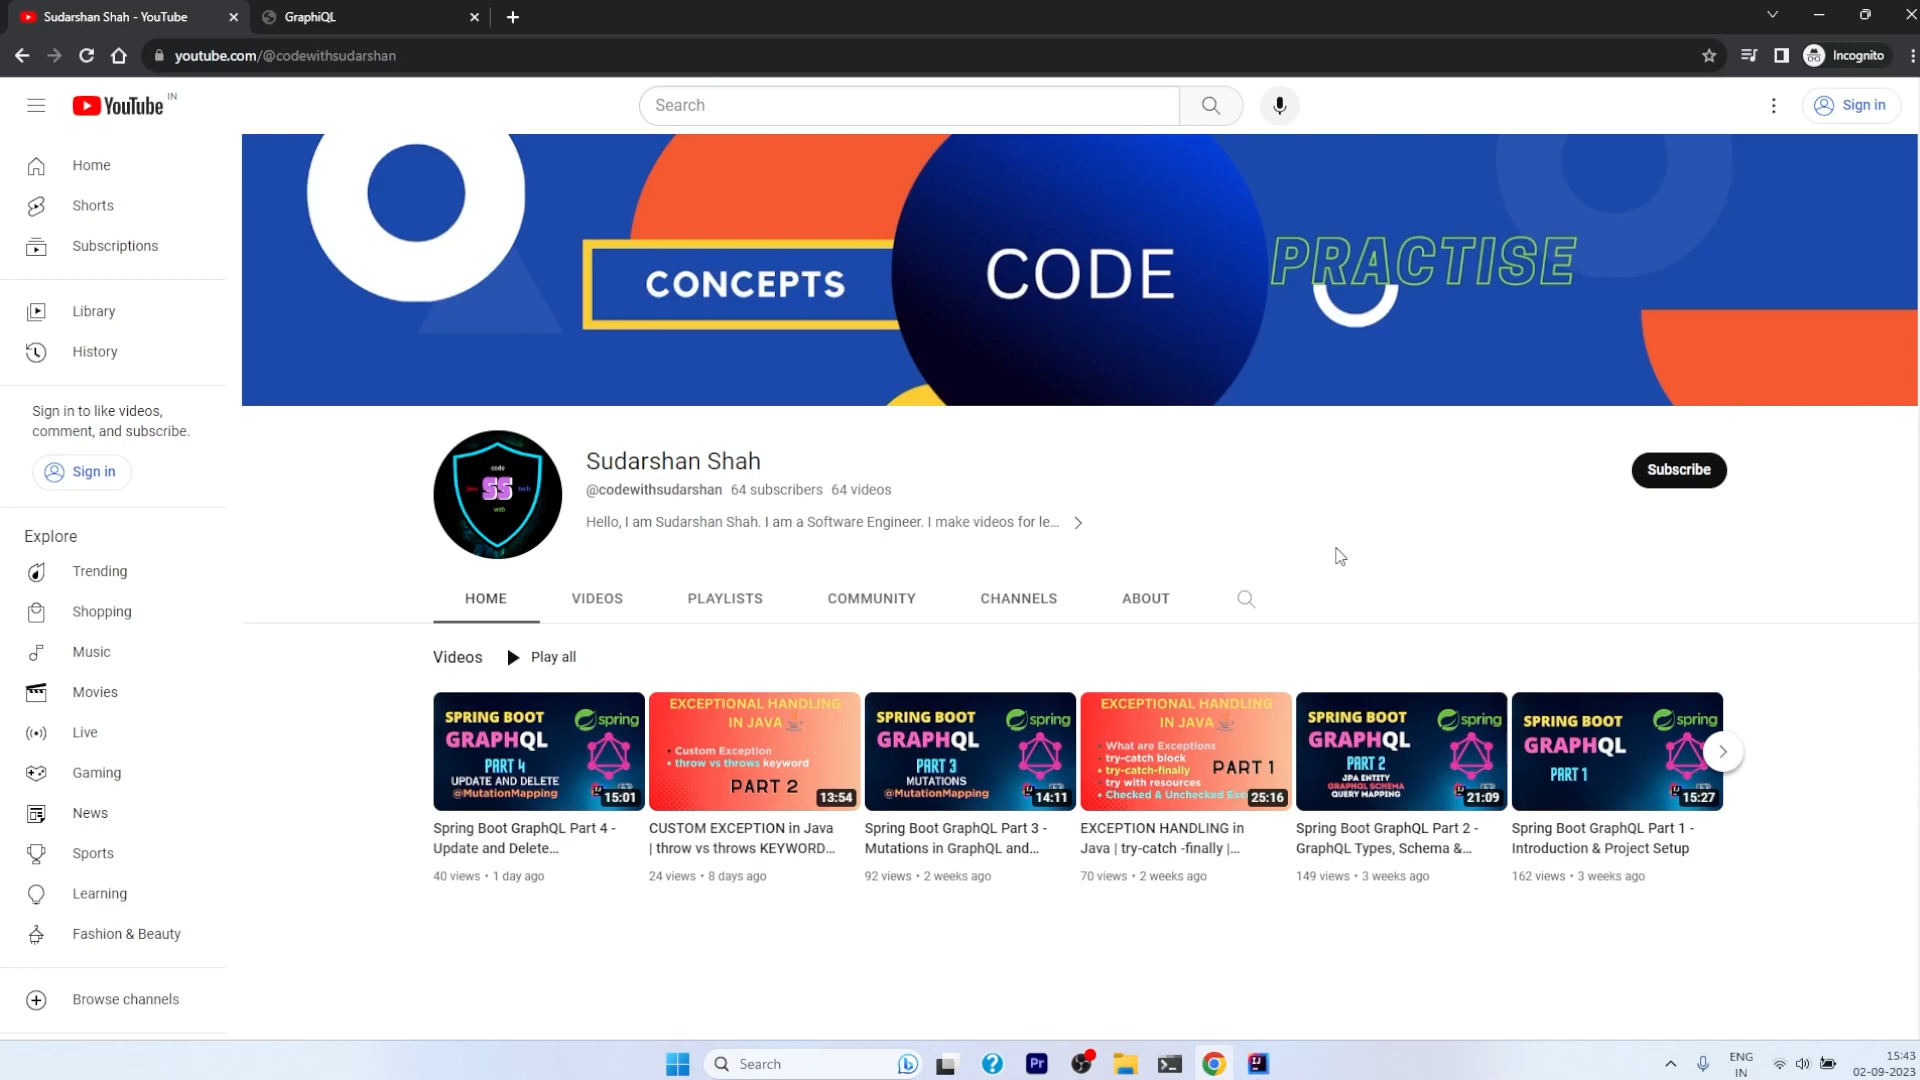 Sudarshan Shah - YouTube
GraphiQL
youtube.com/@codewithsudarshan
Incognito
YouTube IN
Search
Sign in
Home
Shorts
Subscriptions
Library
History
Sign in to like videos,
comment, and subscribe.
Sign in
Explore
Trending
Shopping
Music
Movies
Live
Gaming
News
Sports
Learning
Fashion & Beauty
Browse channels
CONCEPTS
CODE
PRACTISE
code
java SS tech
web
Sudarshan Shah
@codewithsudarshan 64 subscribers 64 videos
Hello, I am Sudarshan Shah. I am a Software Engineer. I make videos for le...
Subscribe
HOME VIDEOS PLAYLISTS COMMUNITY CHANNELS ABOUT
Videos Play all
SPRING BOOT spring
GRAPHQL
PART 4
UPDATE AND DELETE
@MutationMapping
15:01
Spring Boot GraphQL Part 4 -
Update and Delete...
40 views • 1 day ago
EXCEPTIONAL HANDLING
IN JAVA
• Custom Exception
• throw vs throws keyword
PART 2
13:54
CUSTOM EXCEPTION in Java
| throw vs throws KEYWORD...
24 views • 8 days ago
SPRING BOOT spring
GRAPHQL
PART 3
MUTATIONS
@MutationMapping
14:11
Spring Boot GraphQL Part 3 -
Mutations in GraphQL and...
92 views • 2 weeks ago
EXCEPTIONAL HANDLING
IN JAVA
• What are Exceptions
• try-catch block
• try-catch-finally
• try with resources
• Checked & Unchecked Exc
PART 1
25:16
EXCEPTION HANDLING in
Java | try-catch -finally |...
70 views • 2 weeks ago
SPRING BOOT spring
GRAPHQL
PART 2
JPA ENTITY
GRAPHQL SCHEMA
QUERY MAPPING
21:09
Spring Boot GraphQL Part 2 -
GraphQL Types, Schema &...
149 views • 3 weeks ago
SPRING BOOT spring
GRAPHQL
PART 1
15:27
Spring Boot GraphQL Part 1 -
Introduction & Project Setup
162 views • 3 weeks ago
Search
Pr
IJ
ENG
IN
15:43
02-09-2023